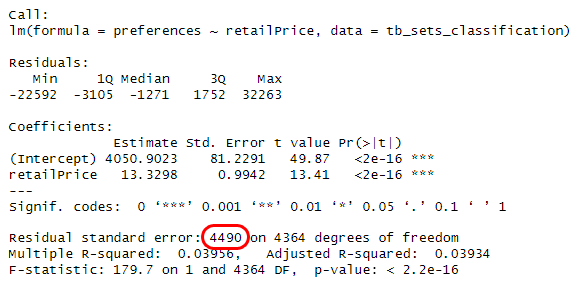 Call:
lm(formula = preferences ~ retailPrice, data = tb_sets_classification)
Residuals:
Min 1Q Median 3Q Max
-22592 -3105 -1271 1752 32263
Coefficients:
Estimate Std. Error t value Pr(>|t|)
(Intercept) 4050.9023 81.2291 49.87 <2e-16 ***
retailPrice 13.3298 0.9942 13.41 <2e-16 ***
---
Signif. codes: 0 ‘***’ 0.001 ‘**’ 0.01 ‘*’ 0.05 ‘.’ 0.1 ‘ ’ 1
Residual standard error: 4490 on 4364 degrees of freedom
Multiple R-squared: 0.03956, Adjusted R-squared: 0.03934
F-statistic: 179.7 on 1 and 4364 DF, p-value: < 2.2e-16